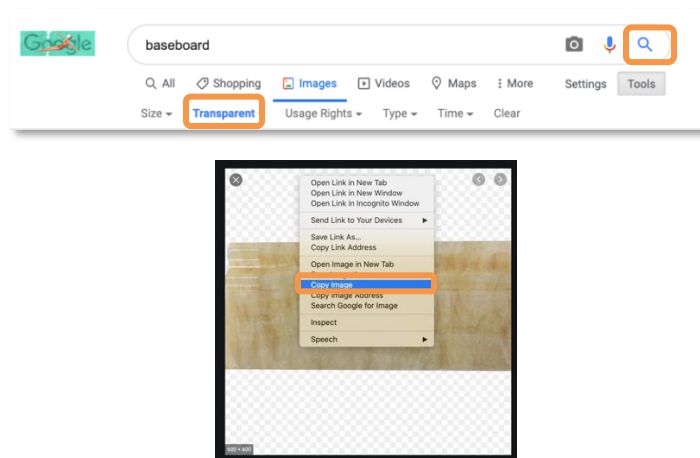 Google
baseboard
All Shopping Images Videos Maps More Settings Tools
Size Transparent Usage Rights Type Time Clear
Open Link in New Tab
Open Link in New Window
Open Link in Incognito Window
Send Link to Your Devices
Save Link As...
Copy Link Address
Open Image in New Tab
Copy Image
Copy Image Address
Search Google for Image
Inspect
Speech
600 × 600